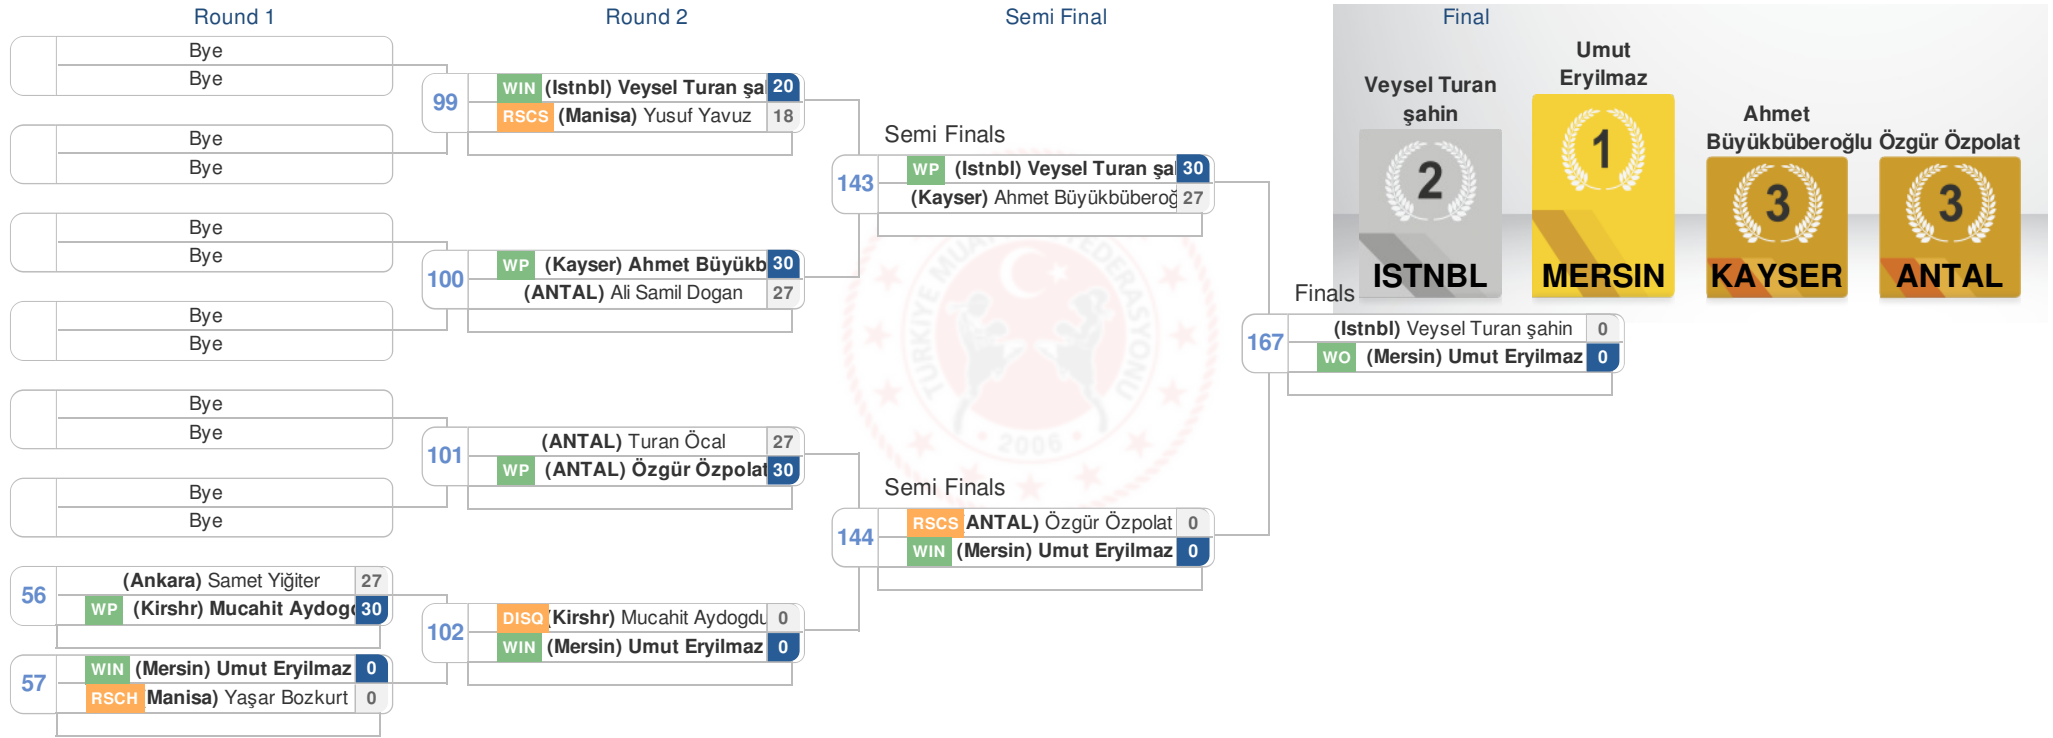 Round 1
Round 2
Semi Final
Final
Bye
Bye
Bye
Bye
Bye
Bye
Bye
Bye
Bye
Bye
Bye
Bye
56
(Ankara) Samet Yiğiter 27
WP (Kirshr) Mucahit Aydogd 30
57
WIN (Mersin) Umut Eryilmaz 0
RSCH (Manisa) Yaşar Bozkurt 0
99
WIN (Istnbl) Veysel Turan şa 20
RSCS (Manisa) Yusuf Yavuz 18
100
WP (Kayser) Ahmet Büyükb 30
(ANTAL) Ali Samil Dogan 27
101
(ANTAL) Turan Öcal 27
WP (ANTAL) Özgür Özpolat 30
102
DISQ (Kirshr) Mucahit Aydogdu 0
WIN (Mersin) Umut Eryilmaz 0
Semi Finals
143
WP (Istnbl) Veysel Turan şa 30
(Kayser) Ahmet Büyükbüberoğ 27
Semi Finals
144
RSCS ANTAL) Özgür Özpolat 0
WIN (Mersin) Umut Eryilmaz 0
Finals
167
(Istnbl) Veysel Turan şahin 0
WO (Mersin) Umut Eryilmaz 0
Veysel Turan
şahin
2
ISTNBL
Umut
Eryilmaz
1
MERSIN
Ahmet
Büyükbüberoğlu
3
KAYSER
Özgür Özpolat
3
ANTAL
TURKIYE MUAY FEDERASYONU
2006